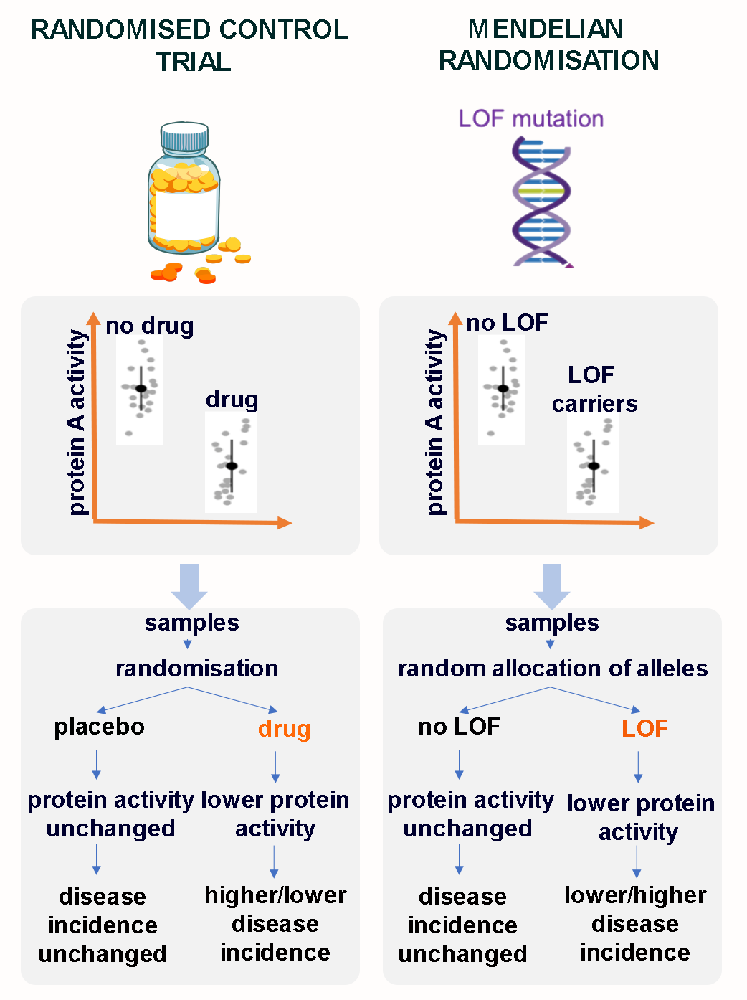 RANDOMISED CONTROL
TRIAL
protein A activity
no drug
drug
samples
randomisation
placebo
drug
protein activity
unchanged
lower protein
activity
disease
incidence
unchanged
higher/lower
disease
incidence
MENDELIAN
RANDOMISATION
LOF mutation
protein A activity
no LOF
LOF
carriers
samples
random allocation of alleles
no LOF
LOF
protein activity
unchanged
lower protein
activity
disease
incidence
unchanged
lower/higher
disease
incidence